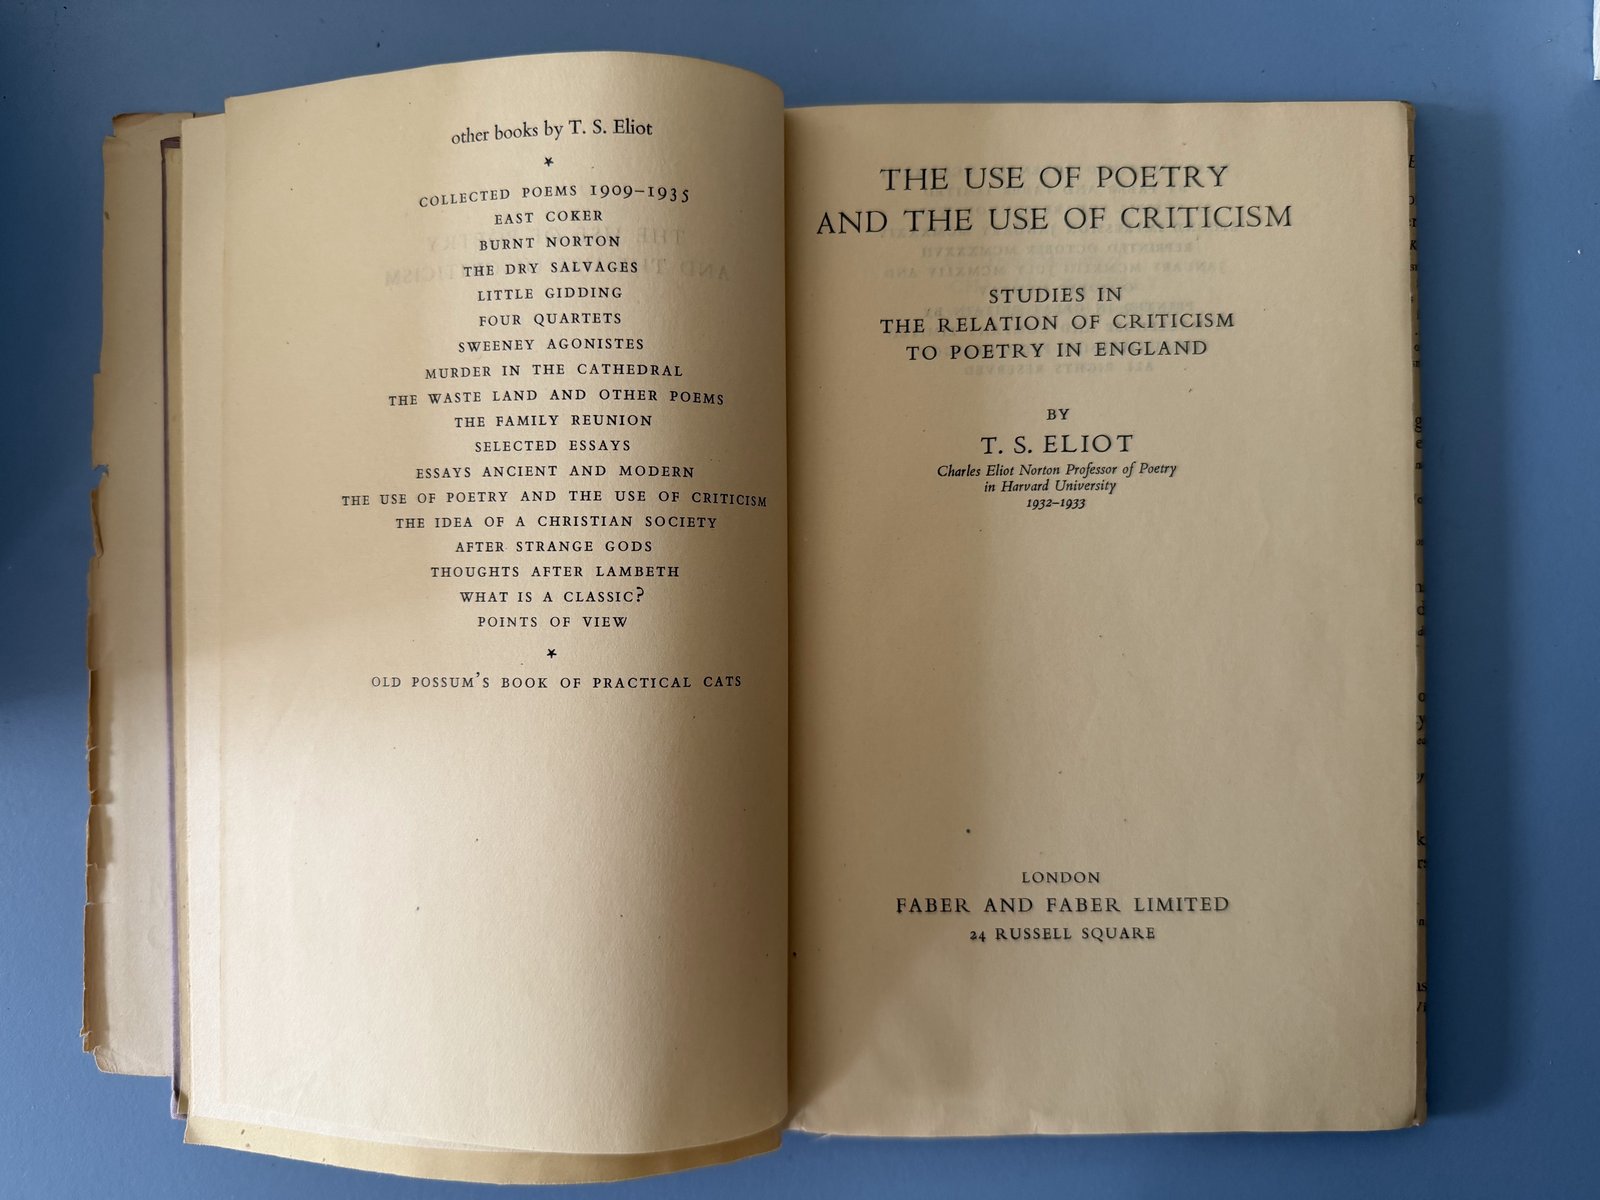 other books by T. S. Eliot
*
COLLECTED POEMS 1909–1935
EAST COKER
BURNT NORTON
THE DRY SALVAGES
LITTLE GIDDING
FOUR QUARTETS
SWEENEY AGONISTES
MURDER IN THE CATHEDRAL
THE WASTE LAND AND OTHER POEMS
THE FAMILY REUNION
SELECTED ESSAYS
ESSAYS ANCIENT AND MODERN
THE USE OF POETRY AND THE USE OF CRITICISM
THE IDEA OF A CHRISTIAN SOCIETY
AFTER STRANGE GODS
THOUGHTS AFTER LAMBETH
WHAT IS A CLASSIC?
POINTS OF VIEW
*
OLD POSSUM'S BOOK OF PRACTICAL CATS
THE USE OF POETRY
AND THE USE OF CRITICISM
STUDIES IN
THE RELATION OF CRITICISM
TO POETRY IN ENGLAND
BY
T. S. ELIOT
Charles Eliot Norton Professor of Poetry
in Harvard University
1932–1933
LONDON
FABER AND FABER LIMITED
24 RUSSELL SQUARE